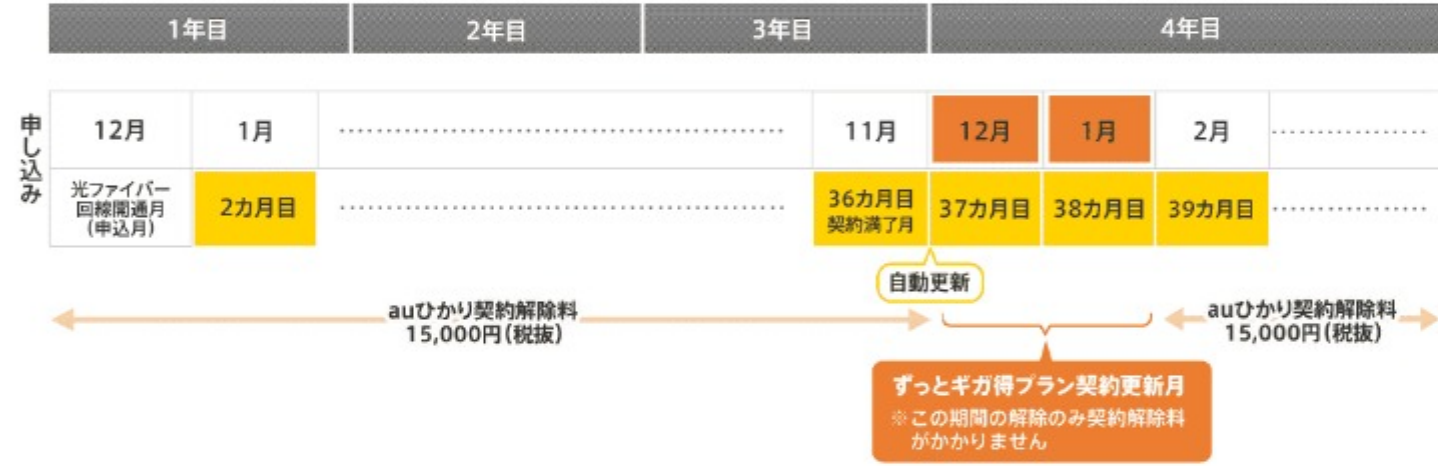 1年目 2年目 3年目 4年目
申し込み
12月 1月 11月 12月 1月 2月
光ファイバー
回線開通月
(申込月)
2カ月目
36カ月目
契約満了月
37カ月目 38カ月目 39カ月目
自動更新
auひかり契約解除料
15,000円(税抜)
auひかり契約解除料
15,000円(税抜)
ずっとギガ得プラン契約更新月
※この期間の解除のみ契約解除料
がかかりません